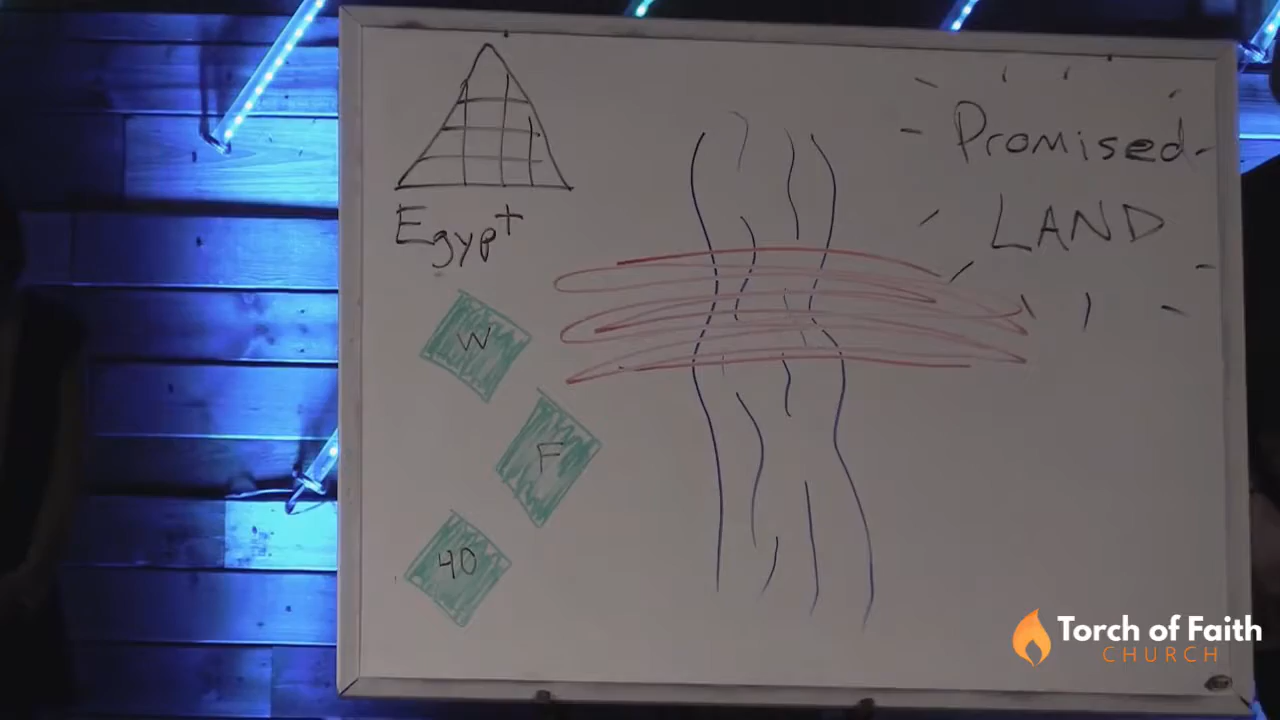 Egypt
W
F
40
Promised
LAND
Torch of Faith
CHURCH